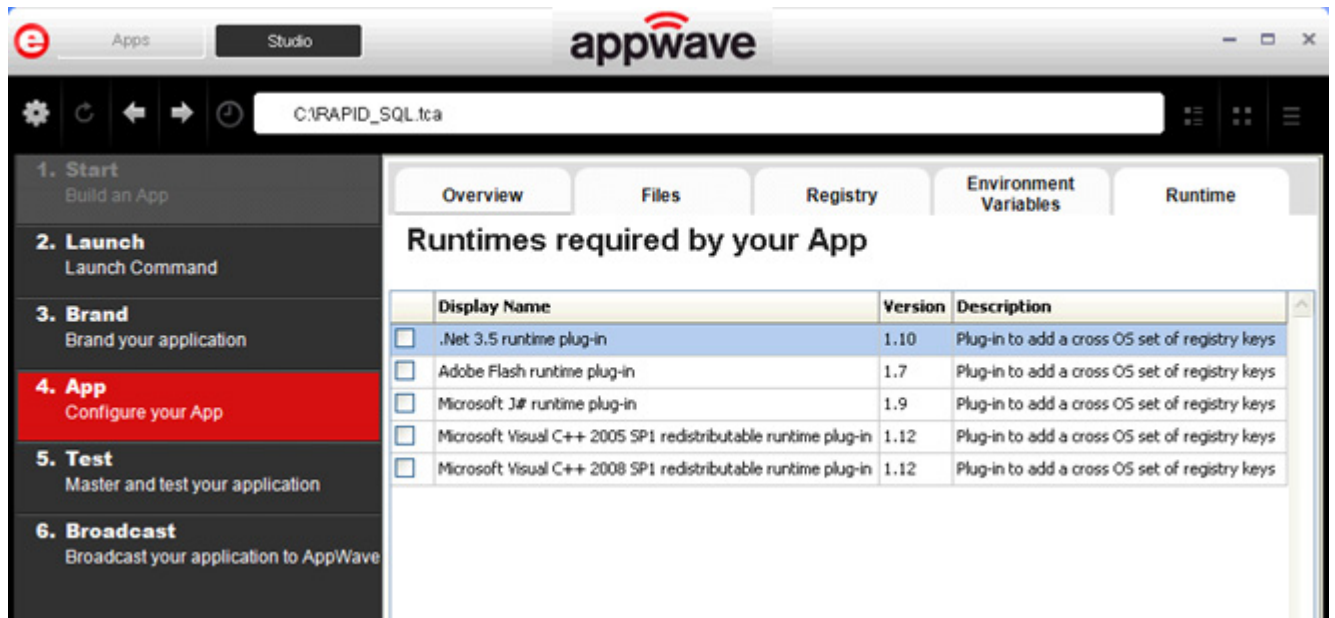 e
Apps
Studio
appwave
C:\RAPID_SQL.tca
1. Start
Build an App
2. Launch
Launch Command
3. Brand
Brand your application
4. App
Configure your App
5. Test
Master and test your application
6. Broadcast
Broadcast your application to AppWave
Overview
Files
Registry
Environment
Variables
Runtime
Runtimes required by your App
Display Name Version Description
.Net 3.5 runtime plug-in 1.10 Plug-in to add a cross OS set of registry keys
Adobe Flash runtime plug-in 1.7 Plug-in to add a cross OS set of registry keys
Microsoft J# runtime plug-in 1.9 Plug-in to add a cross OS set of registry keys
Microsoft Visual C++ 2005 SP1 redistributable runtime plug-in 1.12 Plug-in to add a cross OS set of registry keys
Microsoft Visual C++ 2008 SP1 redistributable runtime plug-in 1.12 Plug-in to add a cross OS set of registry keys